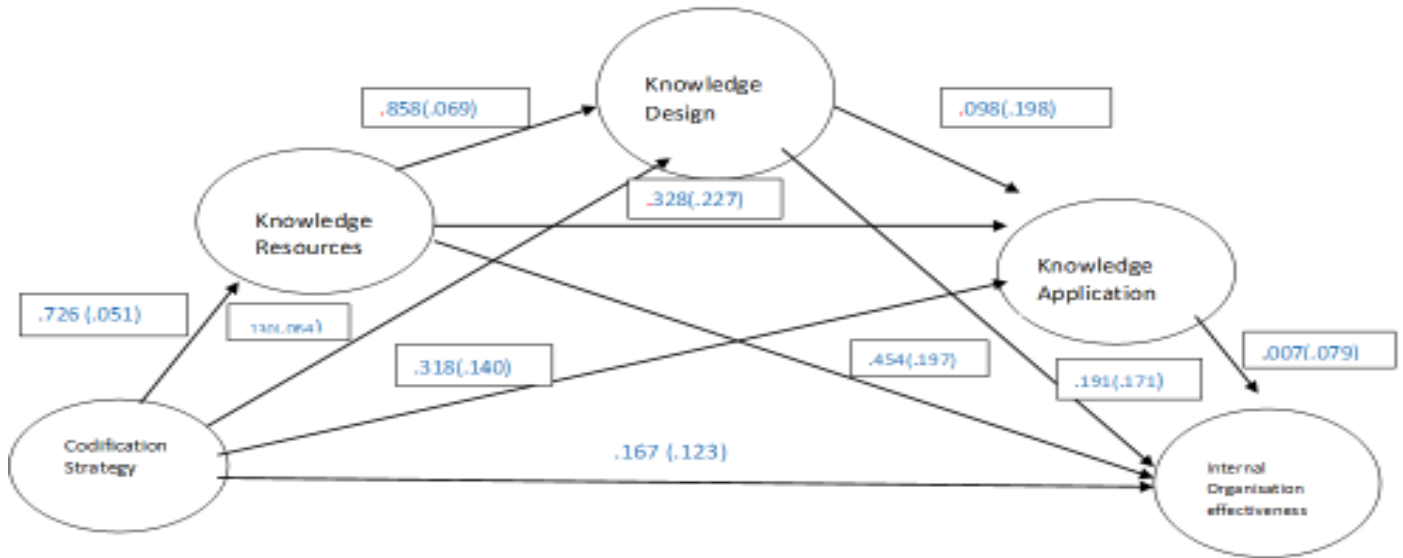 Knowledge
Design
.858(.069)
.098(.198)
.328(.227)
Knowledge
Resources
Knowledge
Application
.726 (.051)
.318(.140)
.454(.197)
.191(.171)
.007(.079)
Codification
Strategy
.167 (.123)
Internal
Organisation
effectiveness